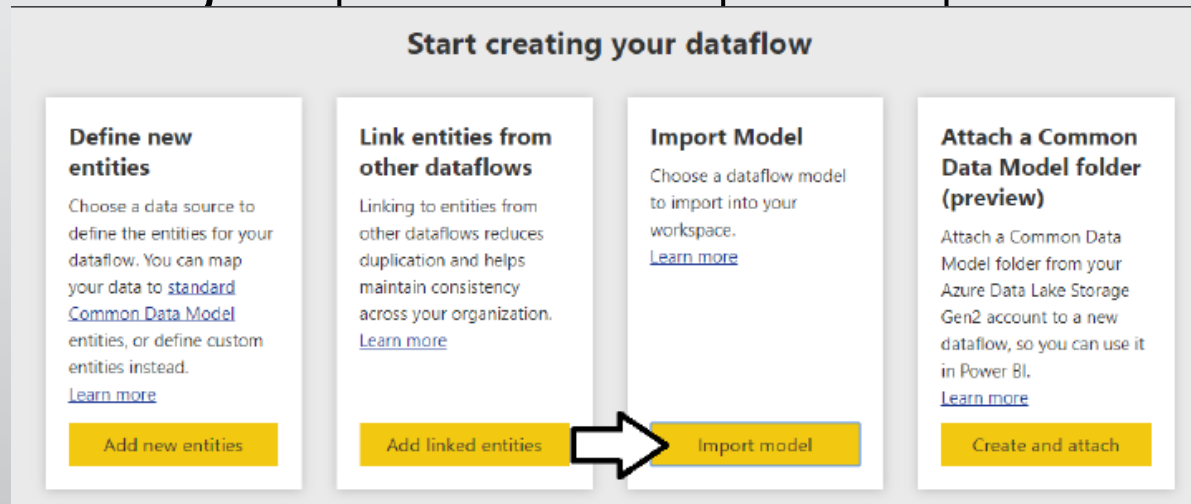 Start creating your dataflow
Define new
entities
Choose a data source to
define the entities for your
dataflow. You can map
your data to standard
Common Data Model
entities, or define custom
entities instead.
Learn more
Add new entities
Link entities from
other dataflows
Linking to entities from
other dataflows reduces
duplication and helps
maintain consistency
across your organization.
Learn more
Add linked entities
Import Model
Choose a dataflow model
to import into your
workspace.
Learn more
Import model
Attach a Common
Data Model folder
(preview)
Attach a Common Data
Model folder from your
Azure Data Lake Storage
Gen2 account to a new
dataflow, so you can use it
in Power BI.
Learn more
Create and attach